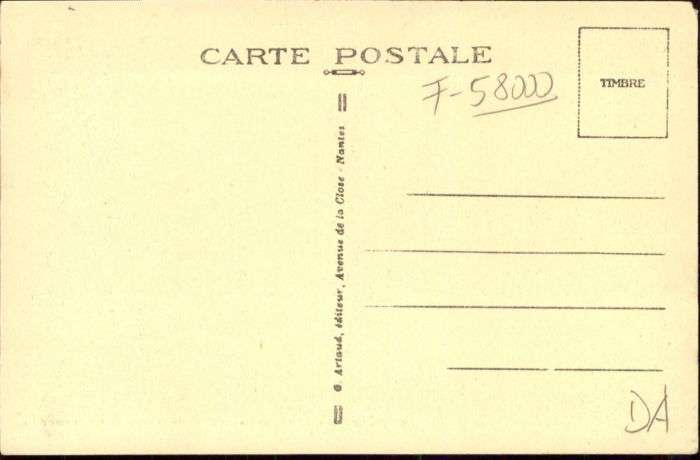 CARTE POSTALE
F-58000
TIMBRE
G. Artaud, éditeur, Avenue de la Close - Nantes
DA